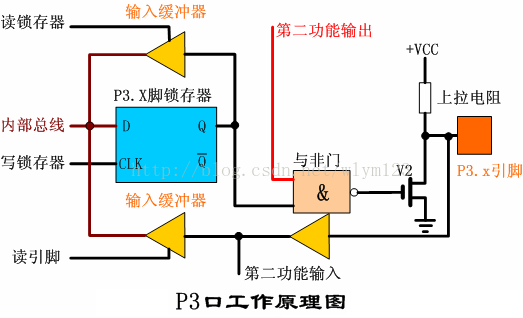 读锁存器
输入缓冲器
第二功能输出
+VCC
P3.X脚锁存器
上拉电阻
内部总线
D
Q
与非门
P3.x引脚
写锁存器
CLK
Q
&
V2
输入缓冲器
读引脚
第二功能输入
P3口工作原理图